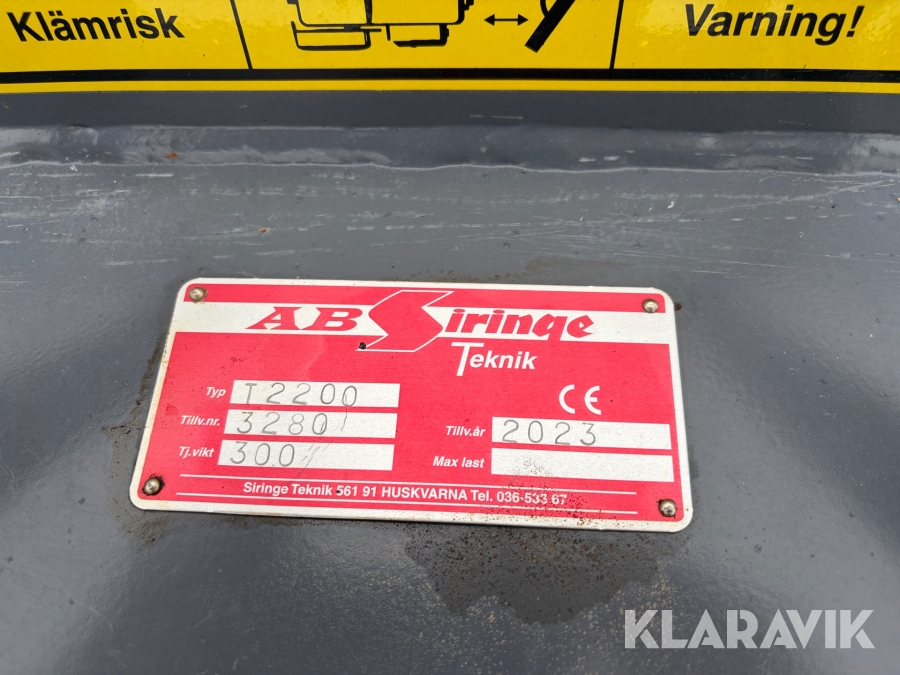 Klämrisk
Varning!
AB Siringe
Teknik
Typ T2200
Tillv.nr. 3280
Tillv.år 2023
Tj.vikt 300
Max last
Siringe Teknik 561 91 HUSKVARNA Tel. 036-533 67
KLARAVIK